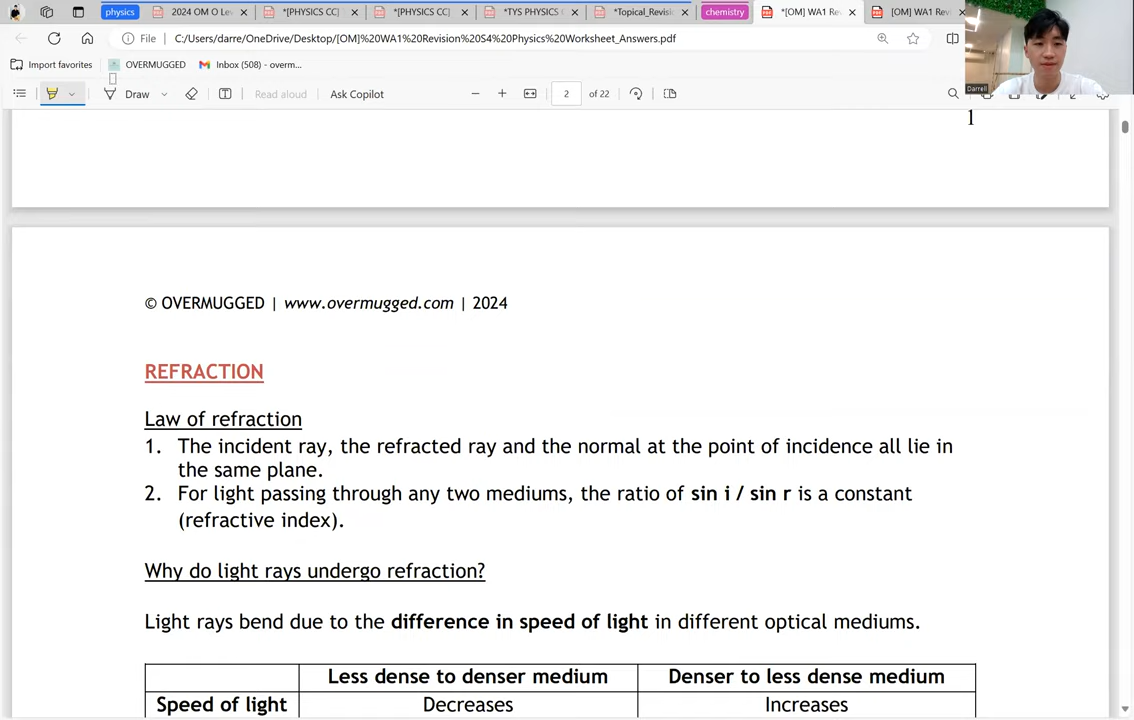 physics
2024 OM O Lev
*[PHYSICS CC]
*[PHYSICS CC]
*TYS PHYSICS
*Topical_Revisi
chemistry
*[OM] WA1 Rev
[OM] WA1 Revi
File
C:/Users/darre/OneDrive/Desktop/[OM]%20WA1%20Revision%20S4%20Physics%20Worksheet_Answers.pdf
Import favorites
OVERMUGGED
Inbox (508) - overm...
Draw
Read aloud
Ask Copilot
2
of 22
Darrell
1
© OVERMUGGED | www.overmugged.com | 2024
REFRACTION
Law of refraction
1. The incident ray, the refracted ray and the normal at the point of incidence all lie in
the same plane.
2. For light passing through any two mediums, the ratio of sin i / sin r is a constant
(refractive index).
Why do light rays undergo refraction?
Light rays bend due to the difference in speed of light in different optical mediums.
Less dense to denser medium
Denser to less dense medium
Speed of light
Decreases
Increases